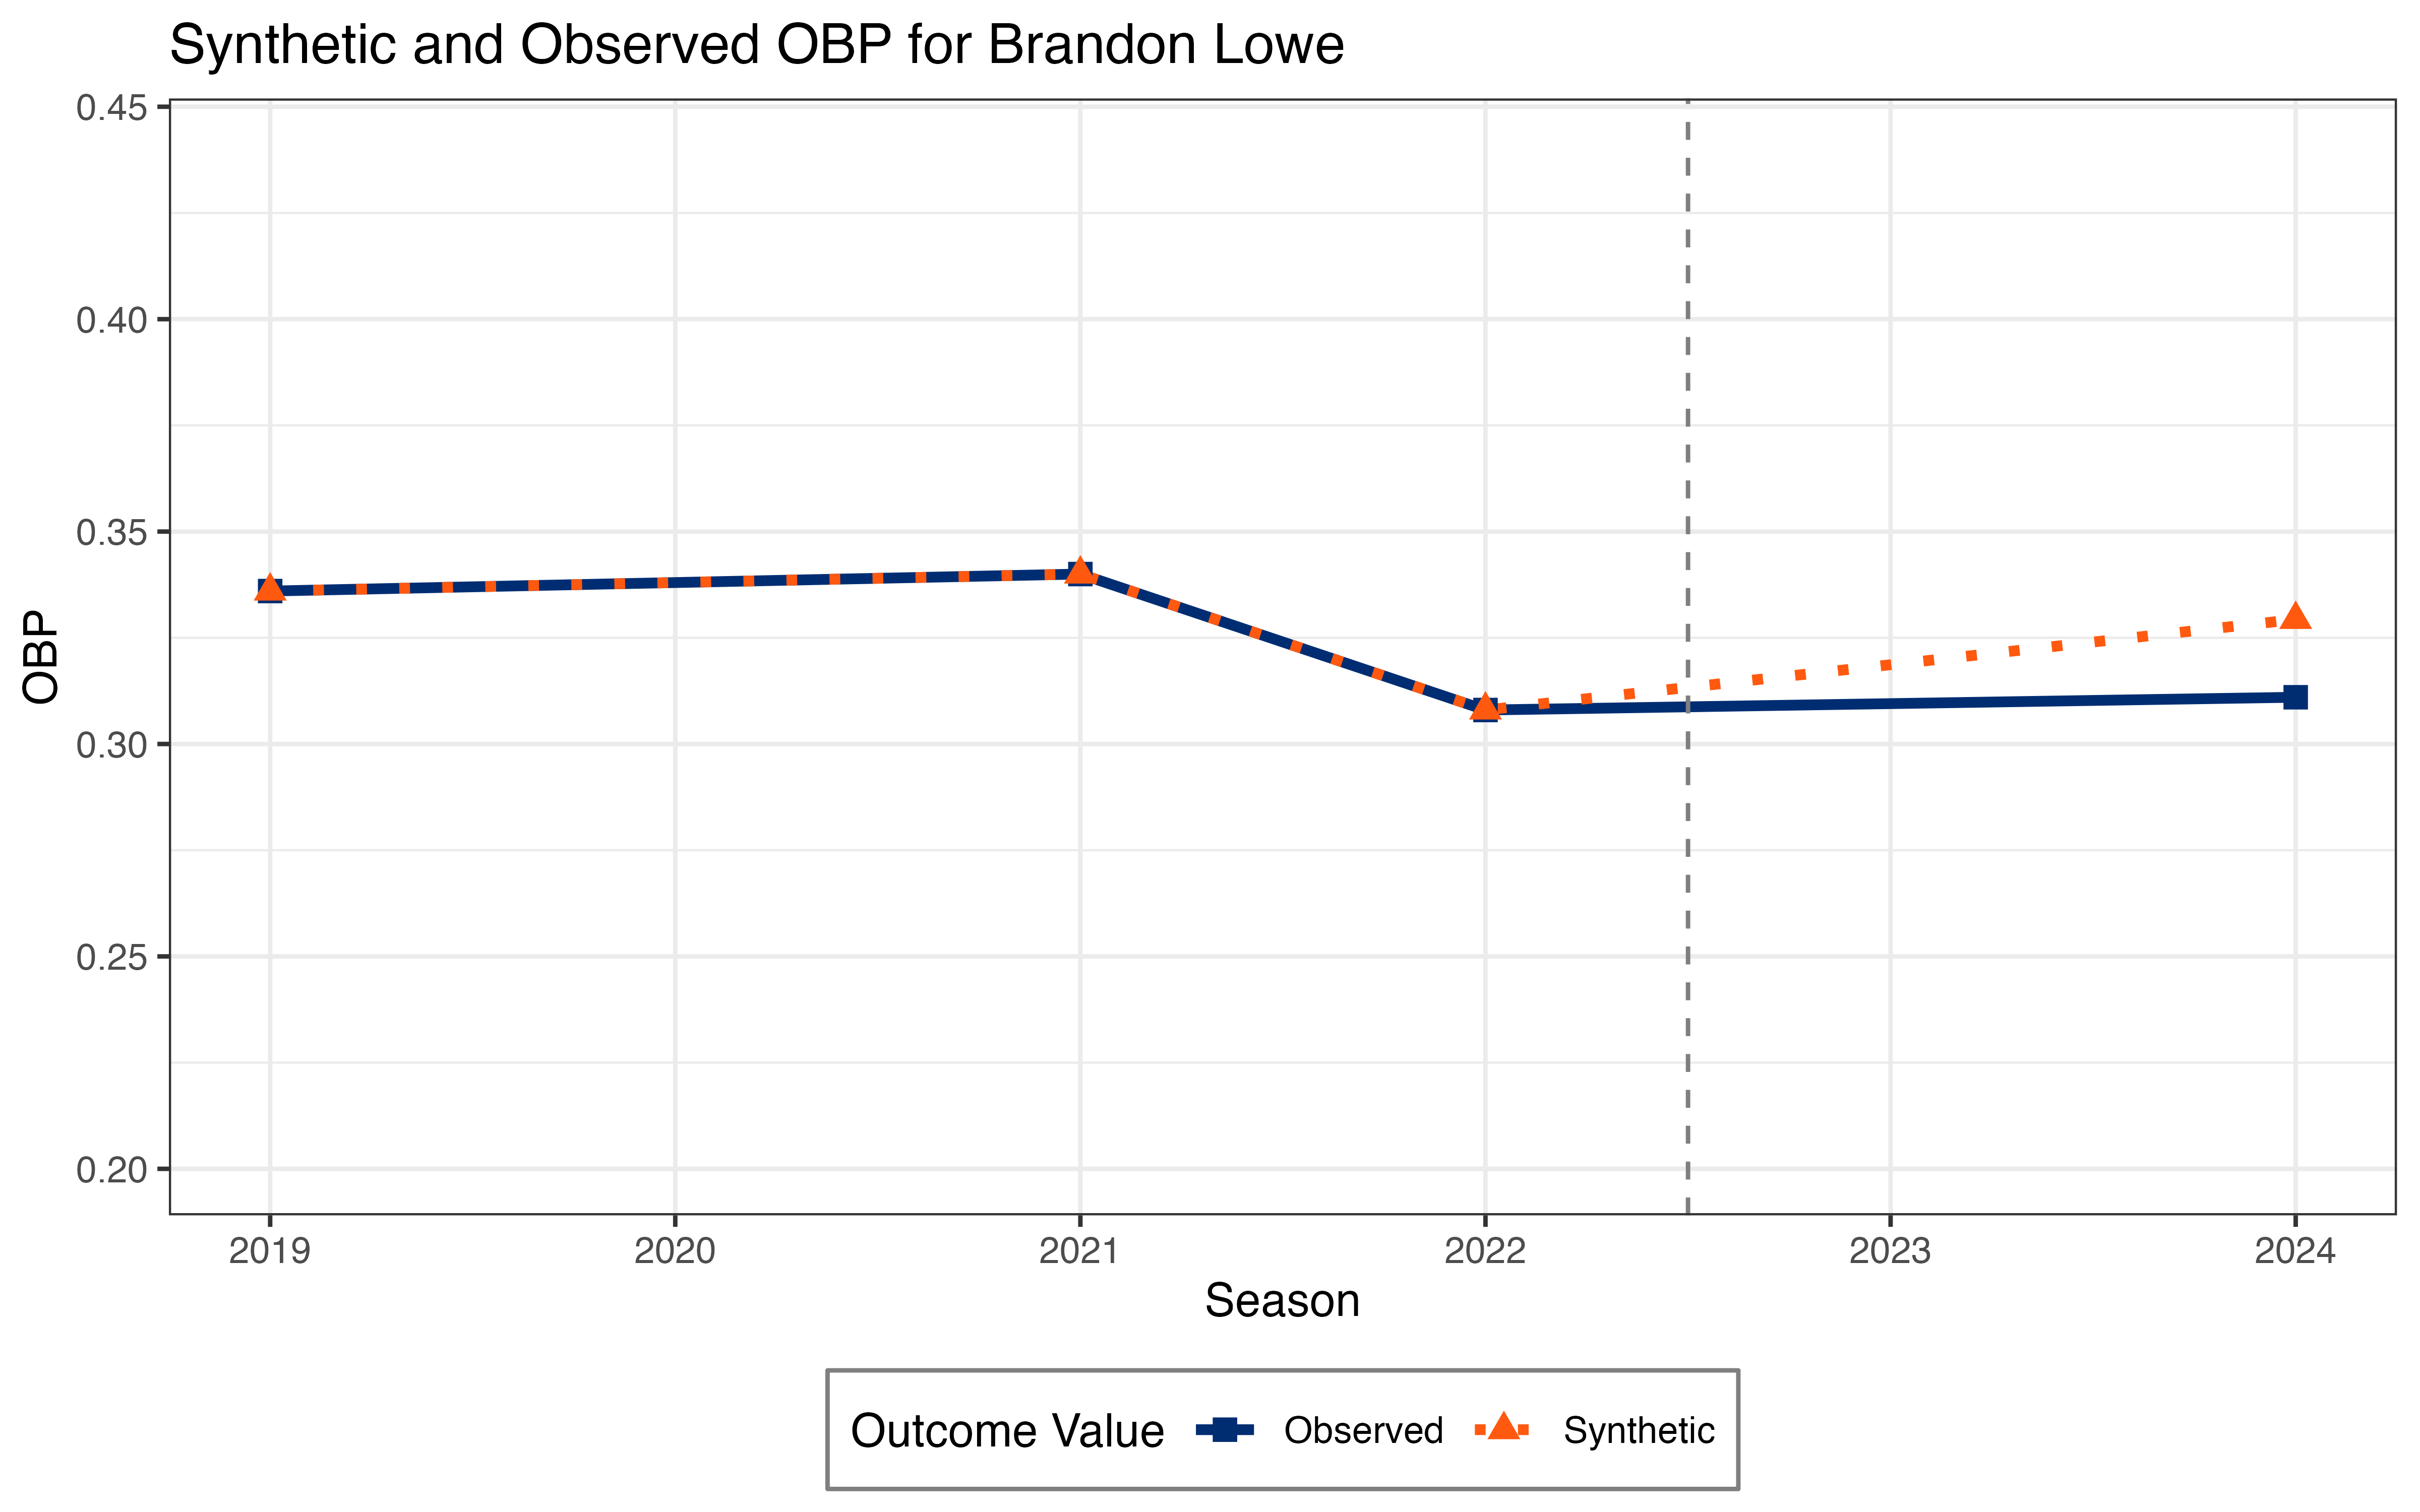 Synthetic and Observed OBP for Brandon Lowe
0.45
0.40
0.35
0.30
0.25
0.20
OBP
2019 2020 2021 2022 2023 2024
Season
Outcome Value Observed Synthetic